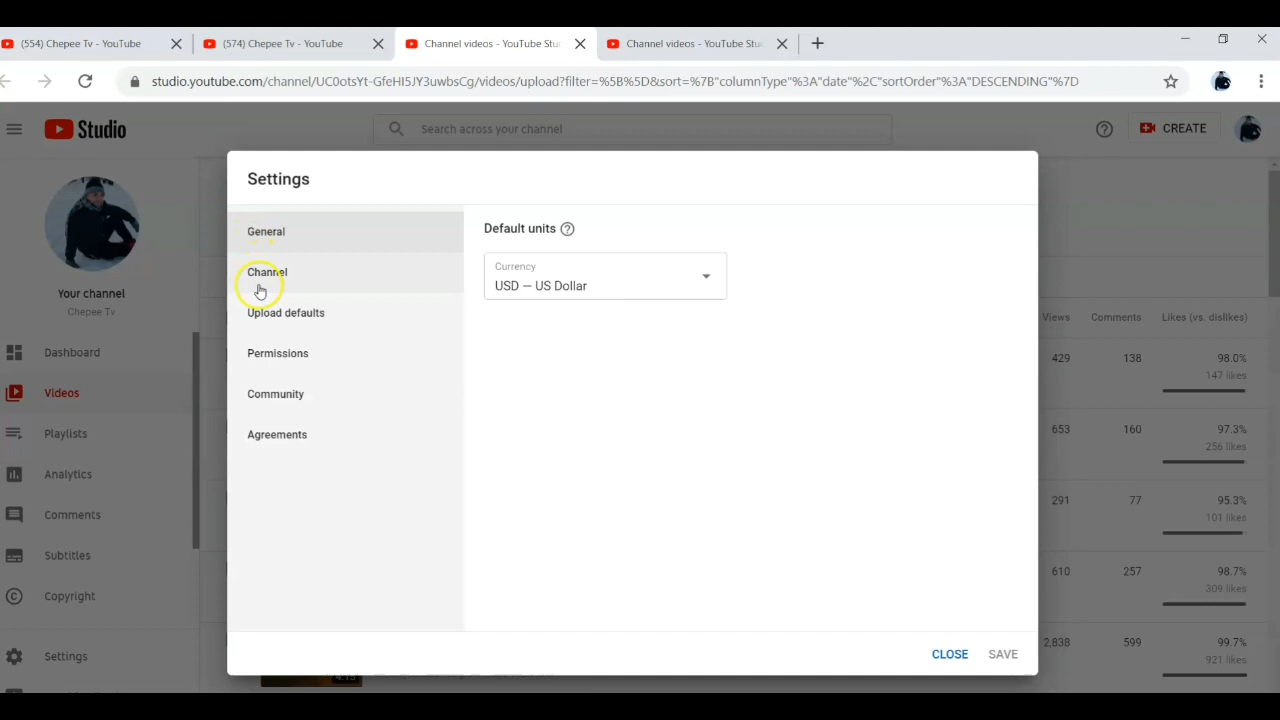 (554) Chepee Tv - YouTube
(574) Chepee Tv - YouTube
Channel videos - YouTube Stu
Channel videos - YouTube Stu
studio.youtube.com/channel/UC0otsYt-GfeHI5JY3uwbsCg/videos/upload?filter=%5B%5D&sort=%7B"columnType"%3A"date"%2C"sortOrder"%3A"DESCENDING"%7D
Studio
Search across your channel
CREATE
Settings
General
Channel
Upload defaults
Permissions
Community
Agreements
Default units
Currency
USD — US Dollar
CLOSE
SAVE
Your channel
Chepee Tv
Dashboard
Videos
Playlists
Analytics
Comments
Subtitles
Copyright
Settings
Views Comments Likes (vs. dislikes)
429 138 98.0%
147 likes
653 160 97.3%
256 likes
291 77 95.3%
101 likes
610 257 98.7%
309 likes
2,838 599 99.7%
921 likes
4:15